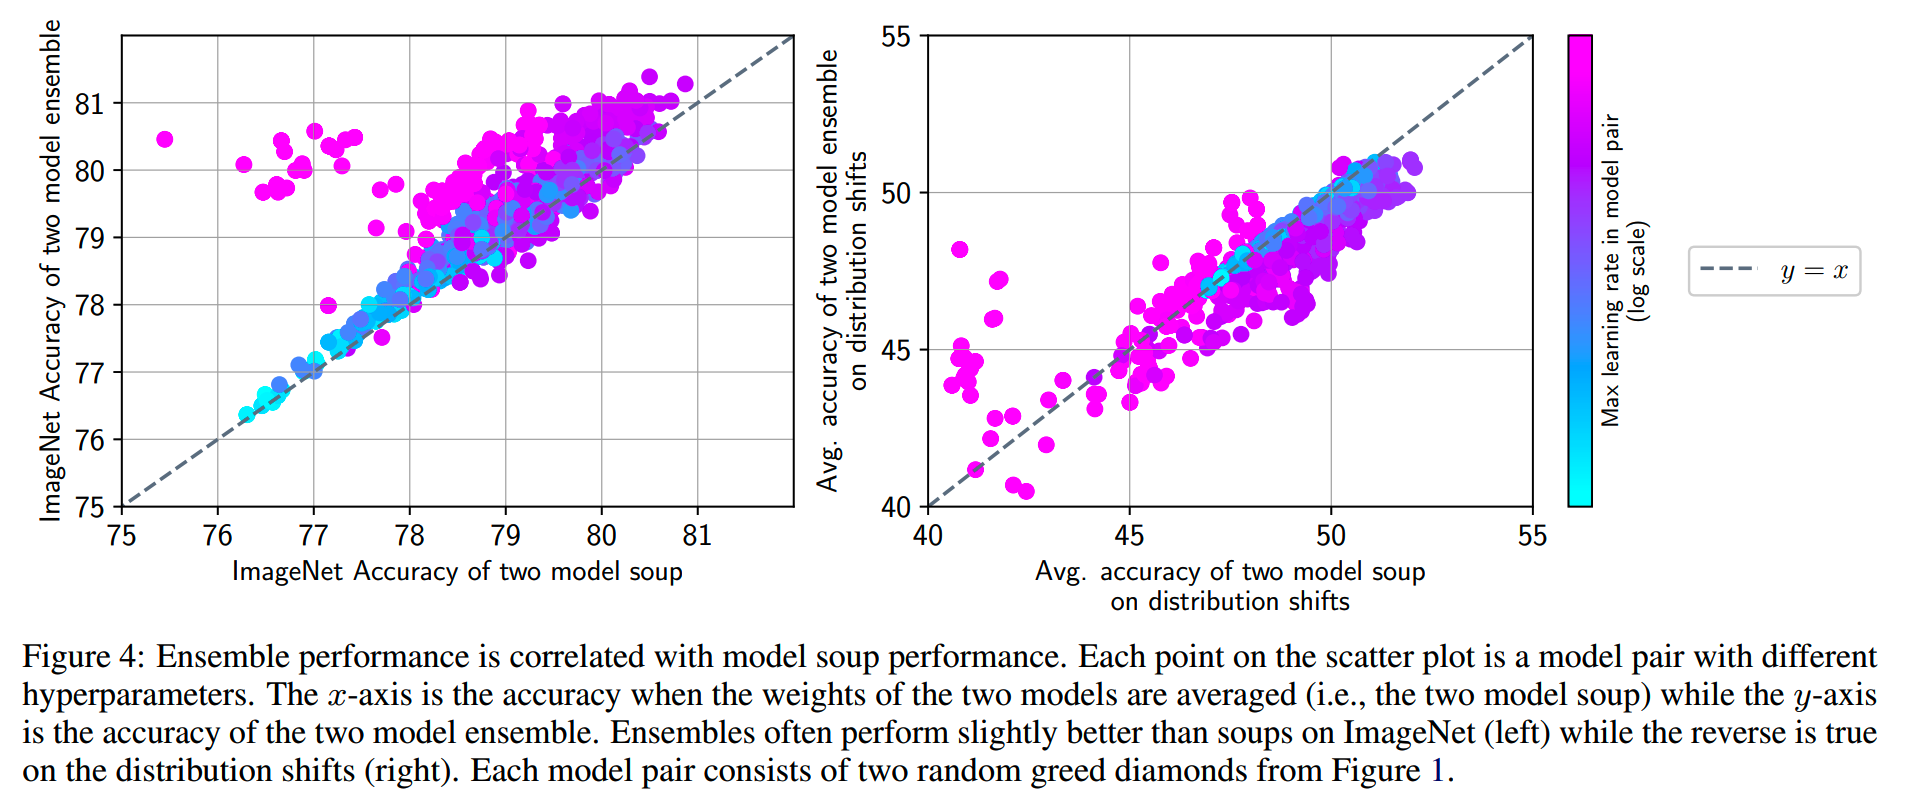 ImageNet Accuracy of two model ensemble
81
80
79
78
77
76
75
75 76 77 78 79 80 81
ImageNet Accuracy of two model soup
Avg. accuracy of two model ensemble
on distribution shifts
55
50
45
40
40 45 50 55
Avg. accuracy of two model soup
on distribution shifts
Max learning rate in model pair
(log scale)
y = x
Figure 4: Ensemble performance is correlated with model soup performance. Each point on the scatter plot is a model pair with different
hyperparameters. The x-axis is the accuracy when the weights of the two models are averaged (i.e., the two model soup) while the y-axis
is the accuracy of the two model ensemble. Ensembles often perform slightly better than soups on ImageNet (left) while the reverse is true
on the distribution shifts (right). Each model pair consists of two random greed diamonds from Figure 1.